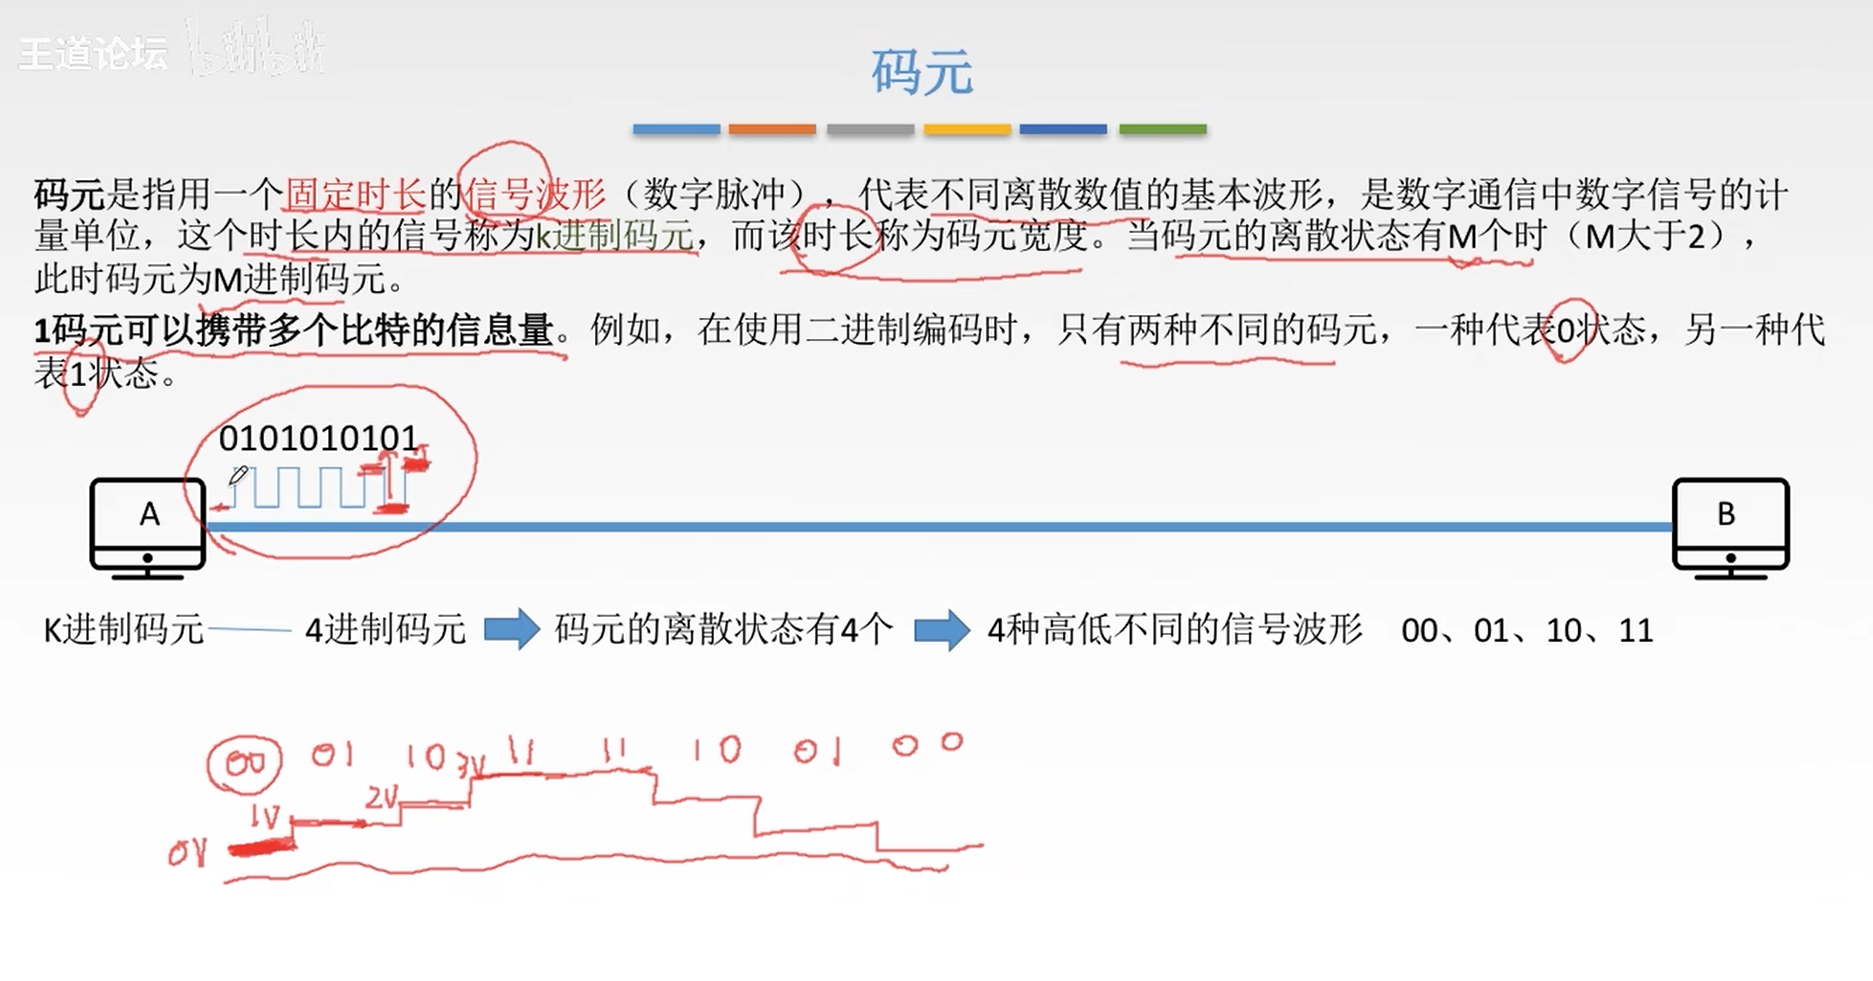 王道论坛 bilibili
码元
码元是指用一个固定时长的信号波形（数字脉冲），代表不同离散数值的基本波形，是数字通信中数字信号的计
量单位，这个时长内的信号称为k进制码元，而该时长称为码元宽度。当码元的离散状态有M个时（M大于2），
此时码元为M进制码元。
1码元可以携带多个比特的信息量。例如，在使用二进制编码时，只有两种不同的码元，一种代表0状态，另一种代
表1状态。
0101010101
A
B
K进制码元 4进制码元 码元的离散状态有4个 4种高低不同的信号波形 00、01、10、11
00 01 10 11 11 10 01 00
3V
2V
1V
0V